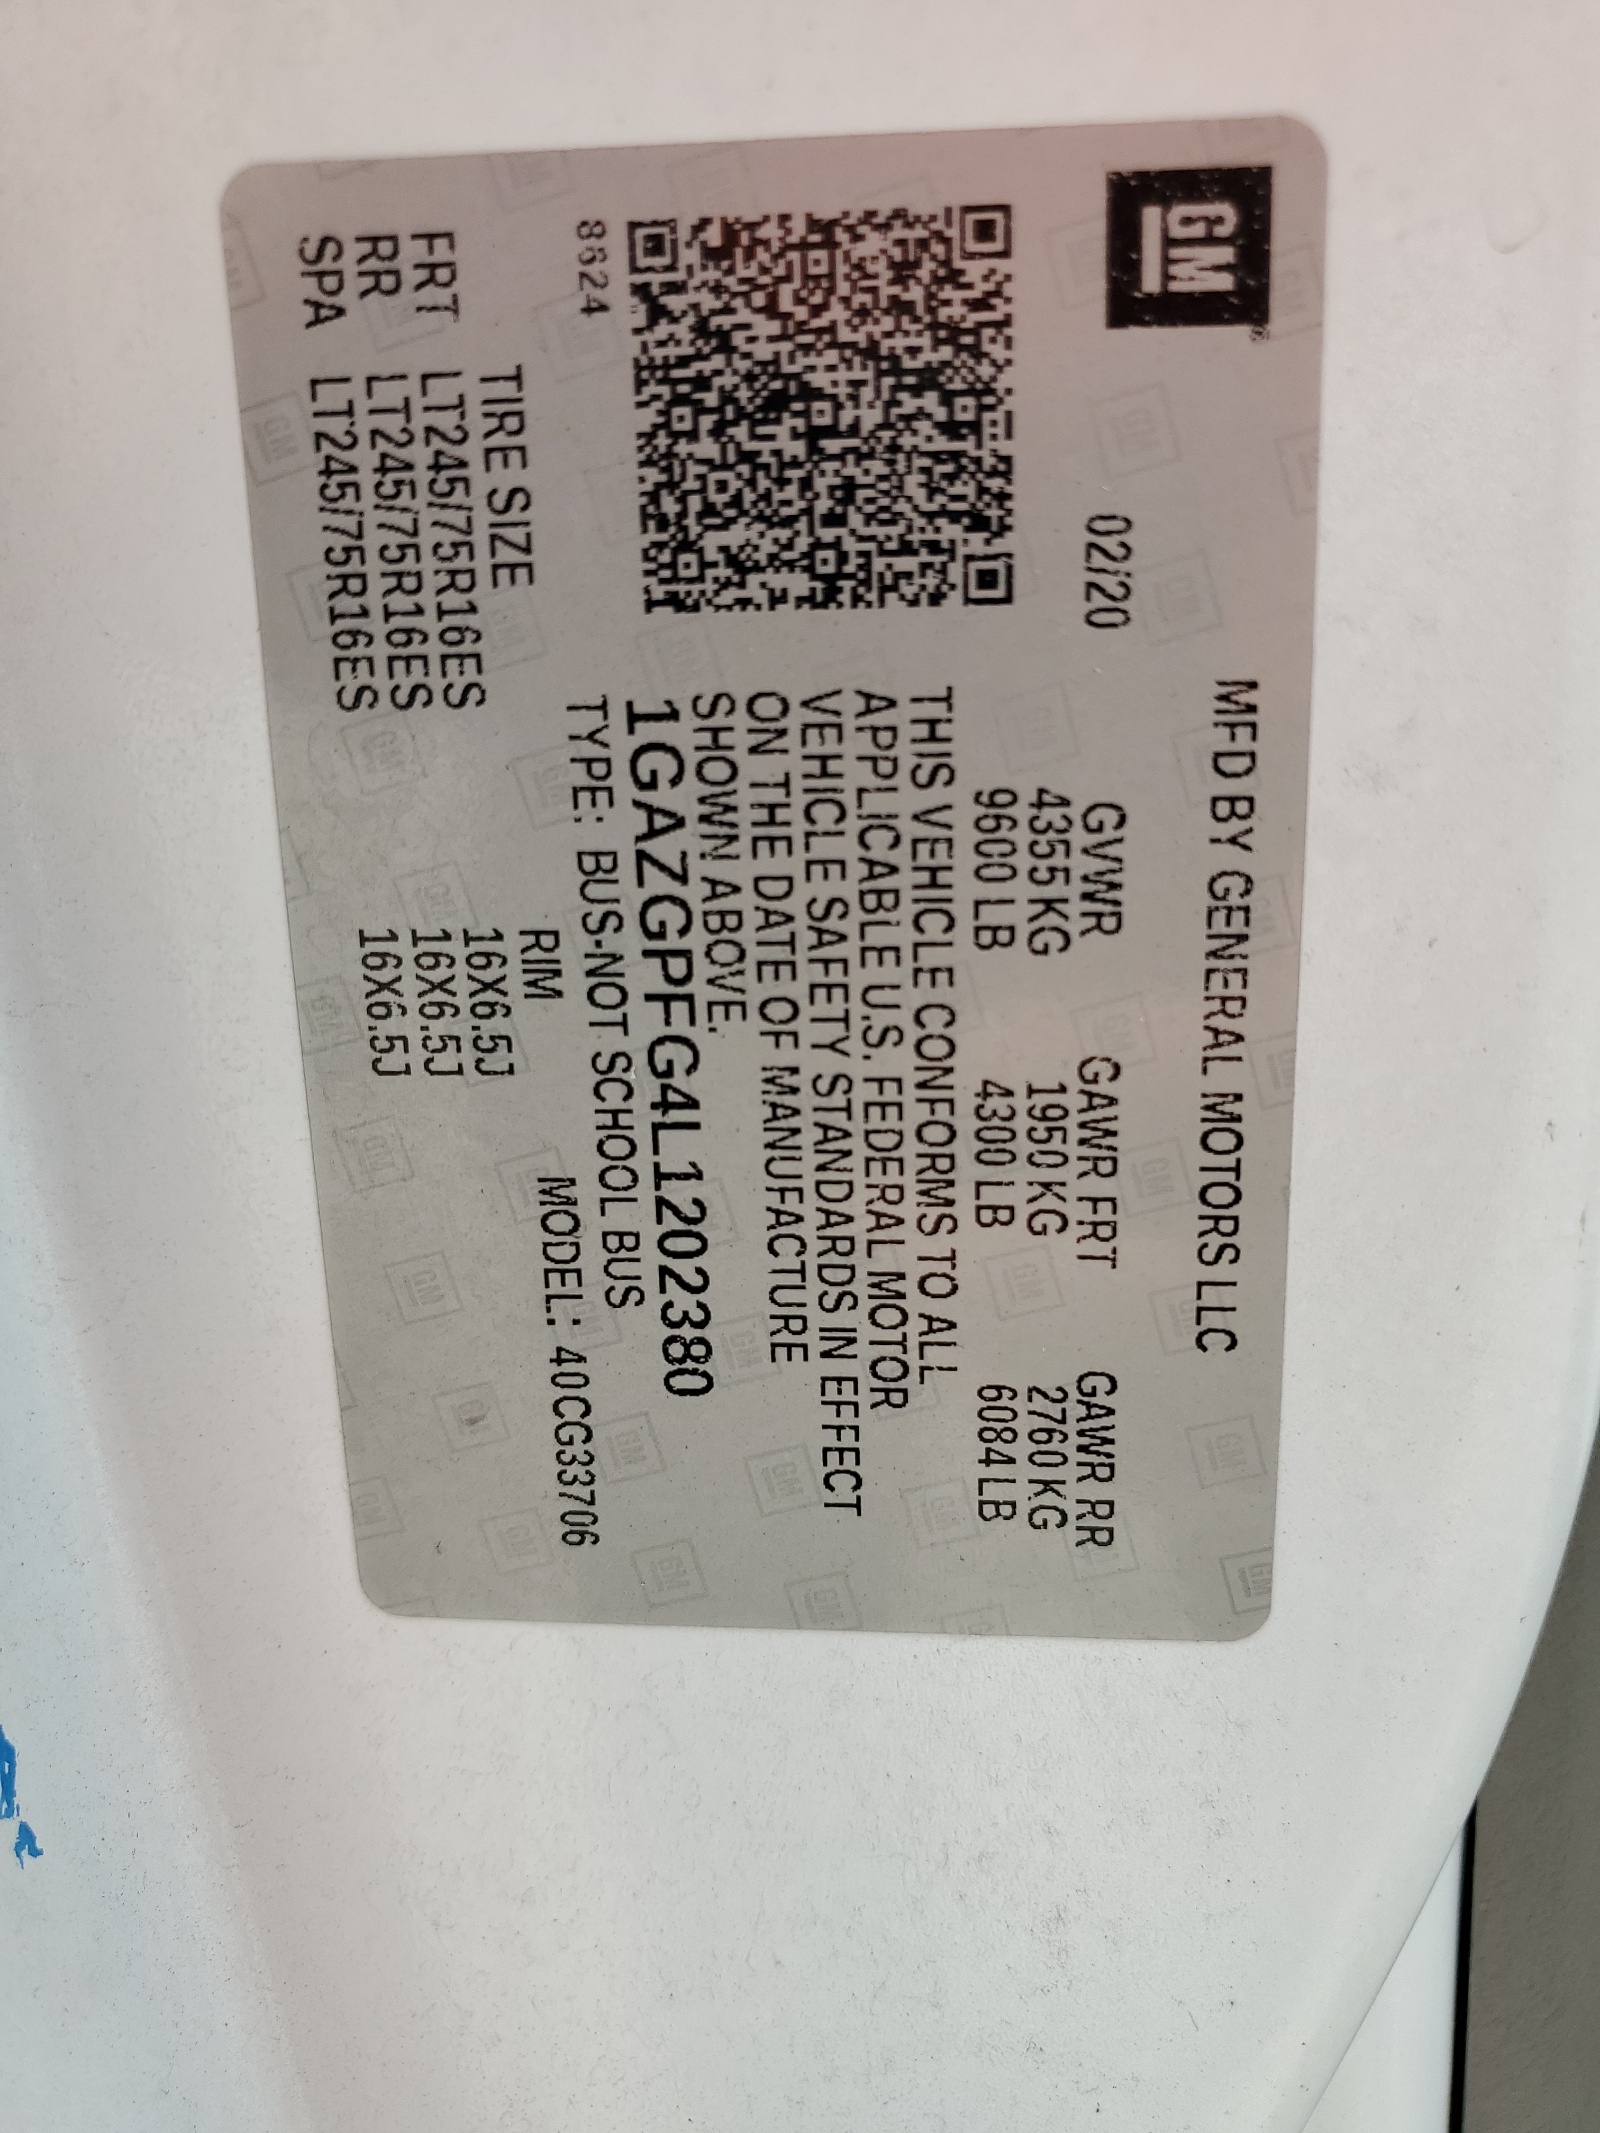 GM
MFD BY GENERAL MOTORS LLC
02/20 GVWR GAWR FRT GAWR RR
4355 KG 1950 KG 2760 KG
9600 LB 4300 LB 6084 LB
THIS VEHICLE CONFORMS TO ALL
APPLICABLE U.S. FEDERAL MOTOR
VEHICLE SAFETY STANDARDS IN EFFECT
ON THE DATE OF MANUFACTURE
SHOWN ABOVE.
1GAZGPFG4L1202380
8624 TYPE: BUS-NOT SCHOOL BUS
MODEL: 40CG33706
TIRE SIZE RIM
FRT LT245/75R16ES 16X6.5J
RR LT245/75R16ES 16X6.5J
SPA LT245/75R16ES 16X6.5J